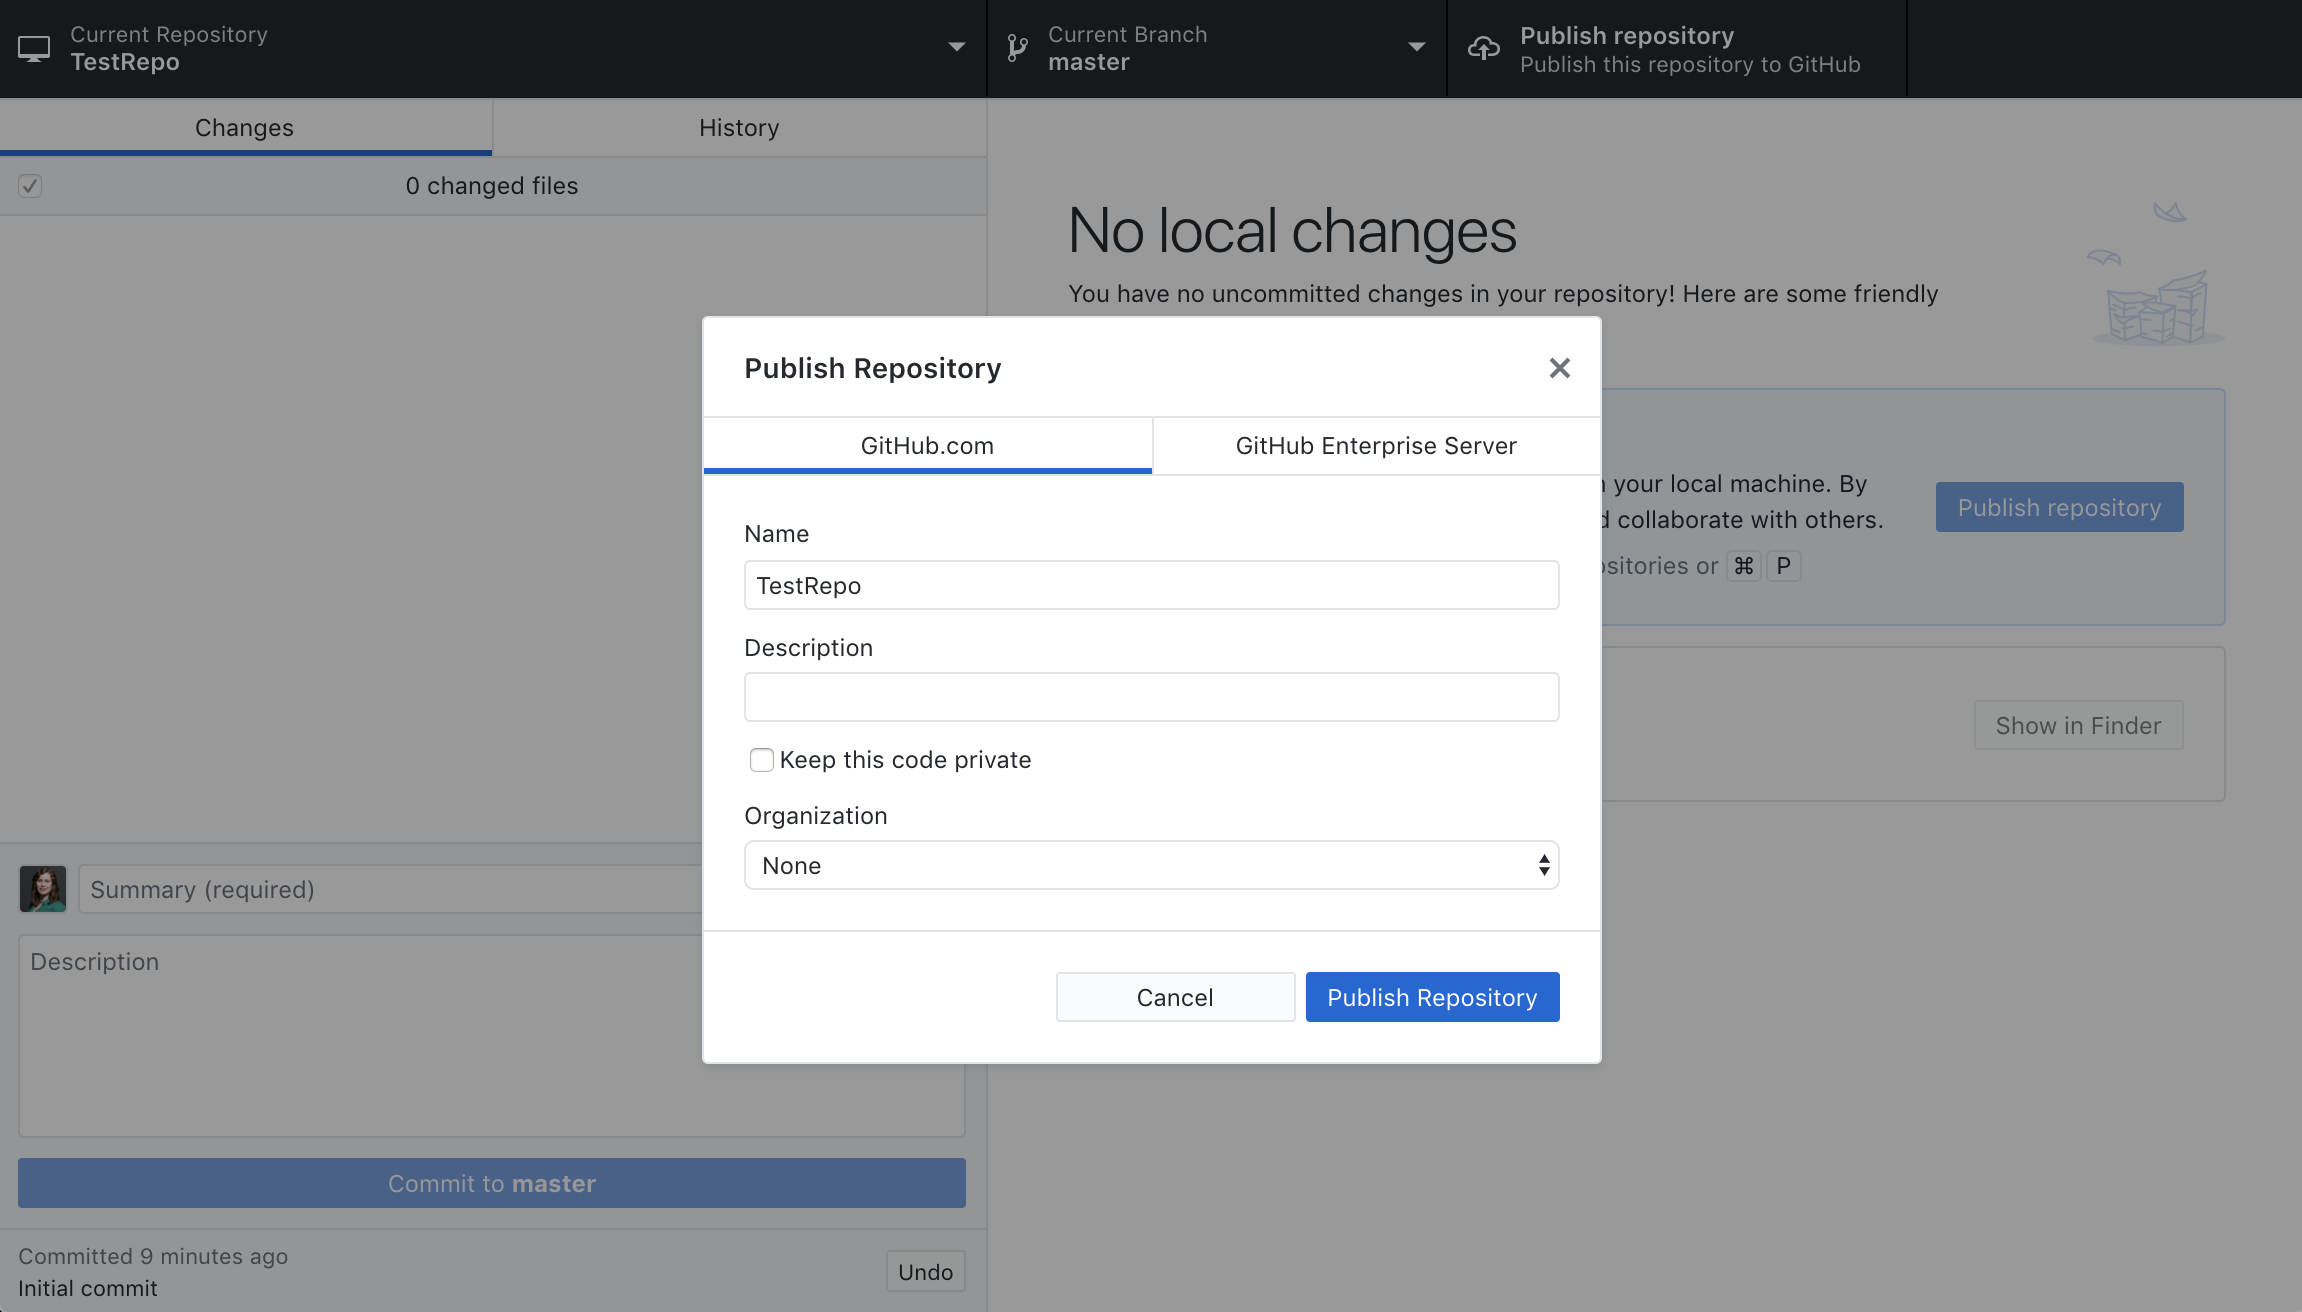 Current Repository
TestRepo
Current Branch
master
Publish repository
Publish this repository to GitHub
Changes
History
0 changed files
No local changes
You have no uncommitted changes in your repository! Here are some friendly
Publish Repository
GitHub.com
GitHub Enterprise Server
your local machine. By
collaborate with others.
or ⌘ P
Publish repository
Name
TestRepo
Description
Keep this code private
Organization
None
Cancel
Publish Repository
Show in Finder
Summary (required)
Description
Commit to master
Committed 9 minutes ago
Initial commit
Undo